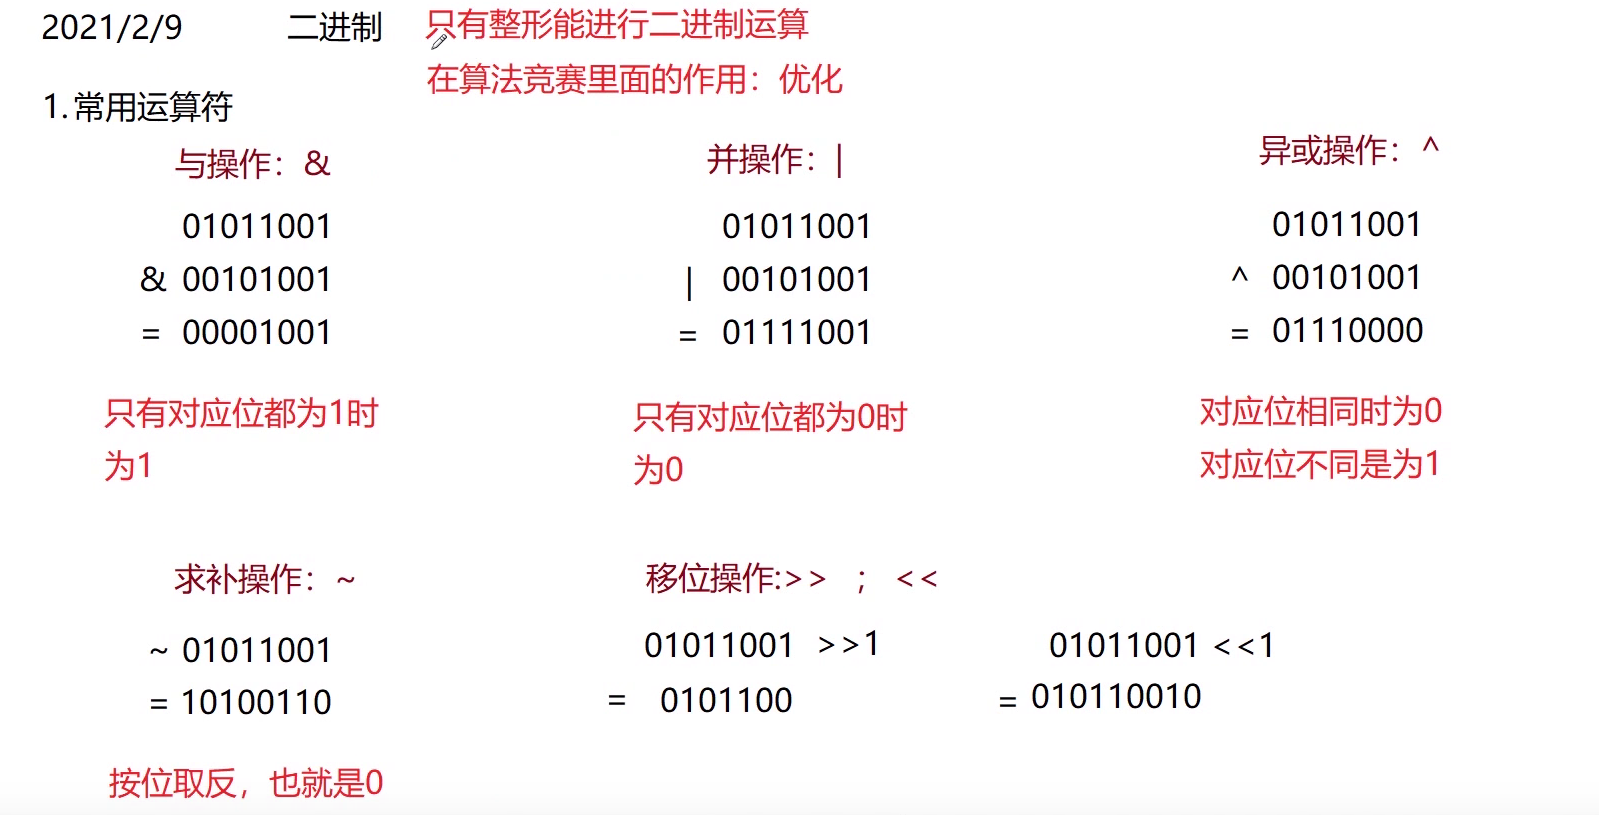 2021/2/9 二进制 只有整形能进行二进制运算
在算法竞赛里面的作用：优化
1.常用运算符
与操作：&
01011001
& 00101001
= 00001001
只有对应位都为1时
为1
并操作：|
01011001
| 00101001
= 01111001
只有对应位都为0时
为0
异或操作：^
01011001
^ 00101001
= 01110000
对应位相同时为0
对应位不同是为1
求补操作：~
~ 01011001
= 10100110
按位取反，也就是0
移位操作:>> ； <<
01011001 >>1
= 0101100
01011001 <<1
= 010110010